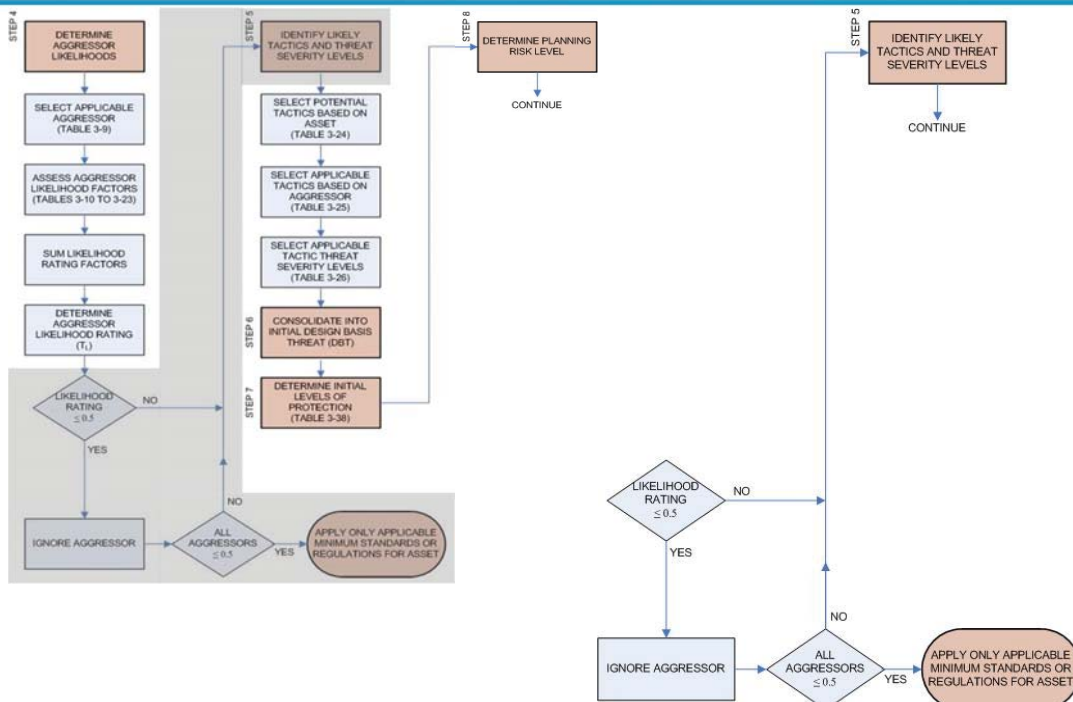 STEP 4
DETERMINE
AGGRESSOR
LIKELIHOODS
SELECT APPLICABLE
AGGRESSOR
(TABLE 3-9)
ASSESS AGGRESSOR
LIKELIHOOD FACTORS
(TABLES 3-10 TO 3-23)
SUM LIKELIHOOD
RATING FACTORS
DETERMINE
AGGRESSOR
LIKELIHOOD RATING
(TL)
LIKELIHOOD
RATING
≤ 0.5
NO
YES
IGNORE AGGRESSOR
ALL
AGGRESSORS
≤ 0.5
NO
YES
APPLY ONLY APPLICABLE
MINIMUM STANDARDS OR
REGULATIONS FOR ASSET
STEP 5
IDENTIFY LIKELY
TACTICS AND THREAT
SEVERITY LEVELS
SELECT POTENTIAL
TACTICS BASED ON
ASSET
(TABLE 3-24)
SELECT APPLICABLE
TACTICS BASED ON
AGGRESSOR
(TABLE 3-25)
SELECT APPLICABLE
TACTIC THREAT
SEVERITY LEVELS
(TABLE 3-26)
STEP 6
CONSOLIDATE INTO
INITIAL DESIGN BASIS
THREAT (DBT)
STEP 7
DETERMINE INITIAL
LEVELS OF
PROTECTION
(TABLE 3-38)
STEP 8
DETERMINE PLANNING
RISK LEVEL
CONTINUE
STEP 5
IDENTIFY LIKELY
TACTICS AND THREAT
SEVERITY LEVELS
CONTINUE
LIKELIHOOD
RATING
≤ 0.5
NO
YES
IGNORE AGGRESSOR
ALL
AGGRESSORS
≤ 0.5
NO
YES
APPLY ONLY APPLICABLE
MINIMUM STANDARDS OR
REGULATIONS FOR ASSET